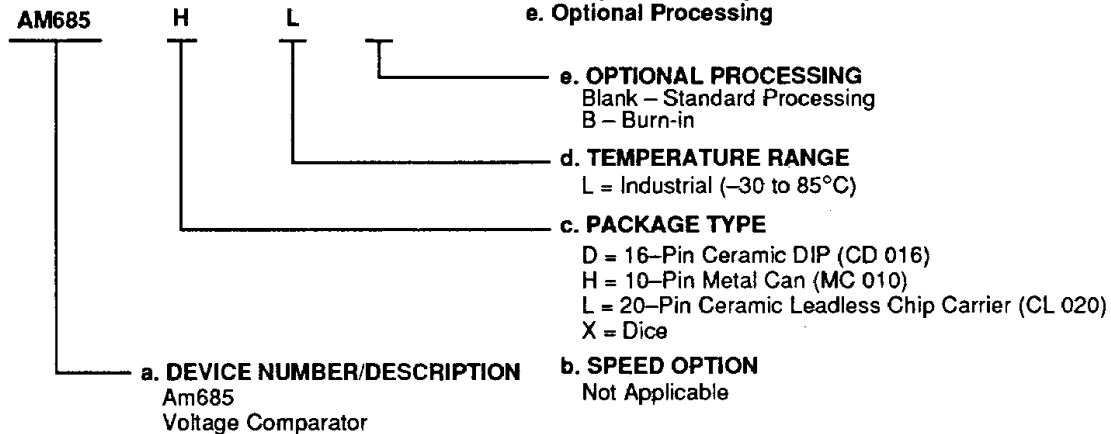 e. Optional Processing
AM685 H L
e. OPTIONAL PROCESSING
Blank – Standard Processing
B – Burn-in
d. TEMPERATURE RANGE
L = Industrial (–30 to 85°C)
c. PACKAGE TYPE
D = 16–Pin Ceramic DIP (CD 016)
H = 10–Pin Metal Can (MC 010)
L = 20–Pin Ceramic Leadless Chip Carrier (CL 020)
X = Dice
b. SPEED OPTION
Not Applicable
a. DEVICE NUMBER/DESCRIPTION
Am685
Voltage Comparator